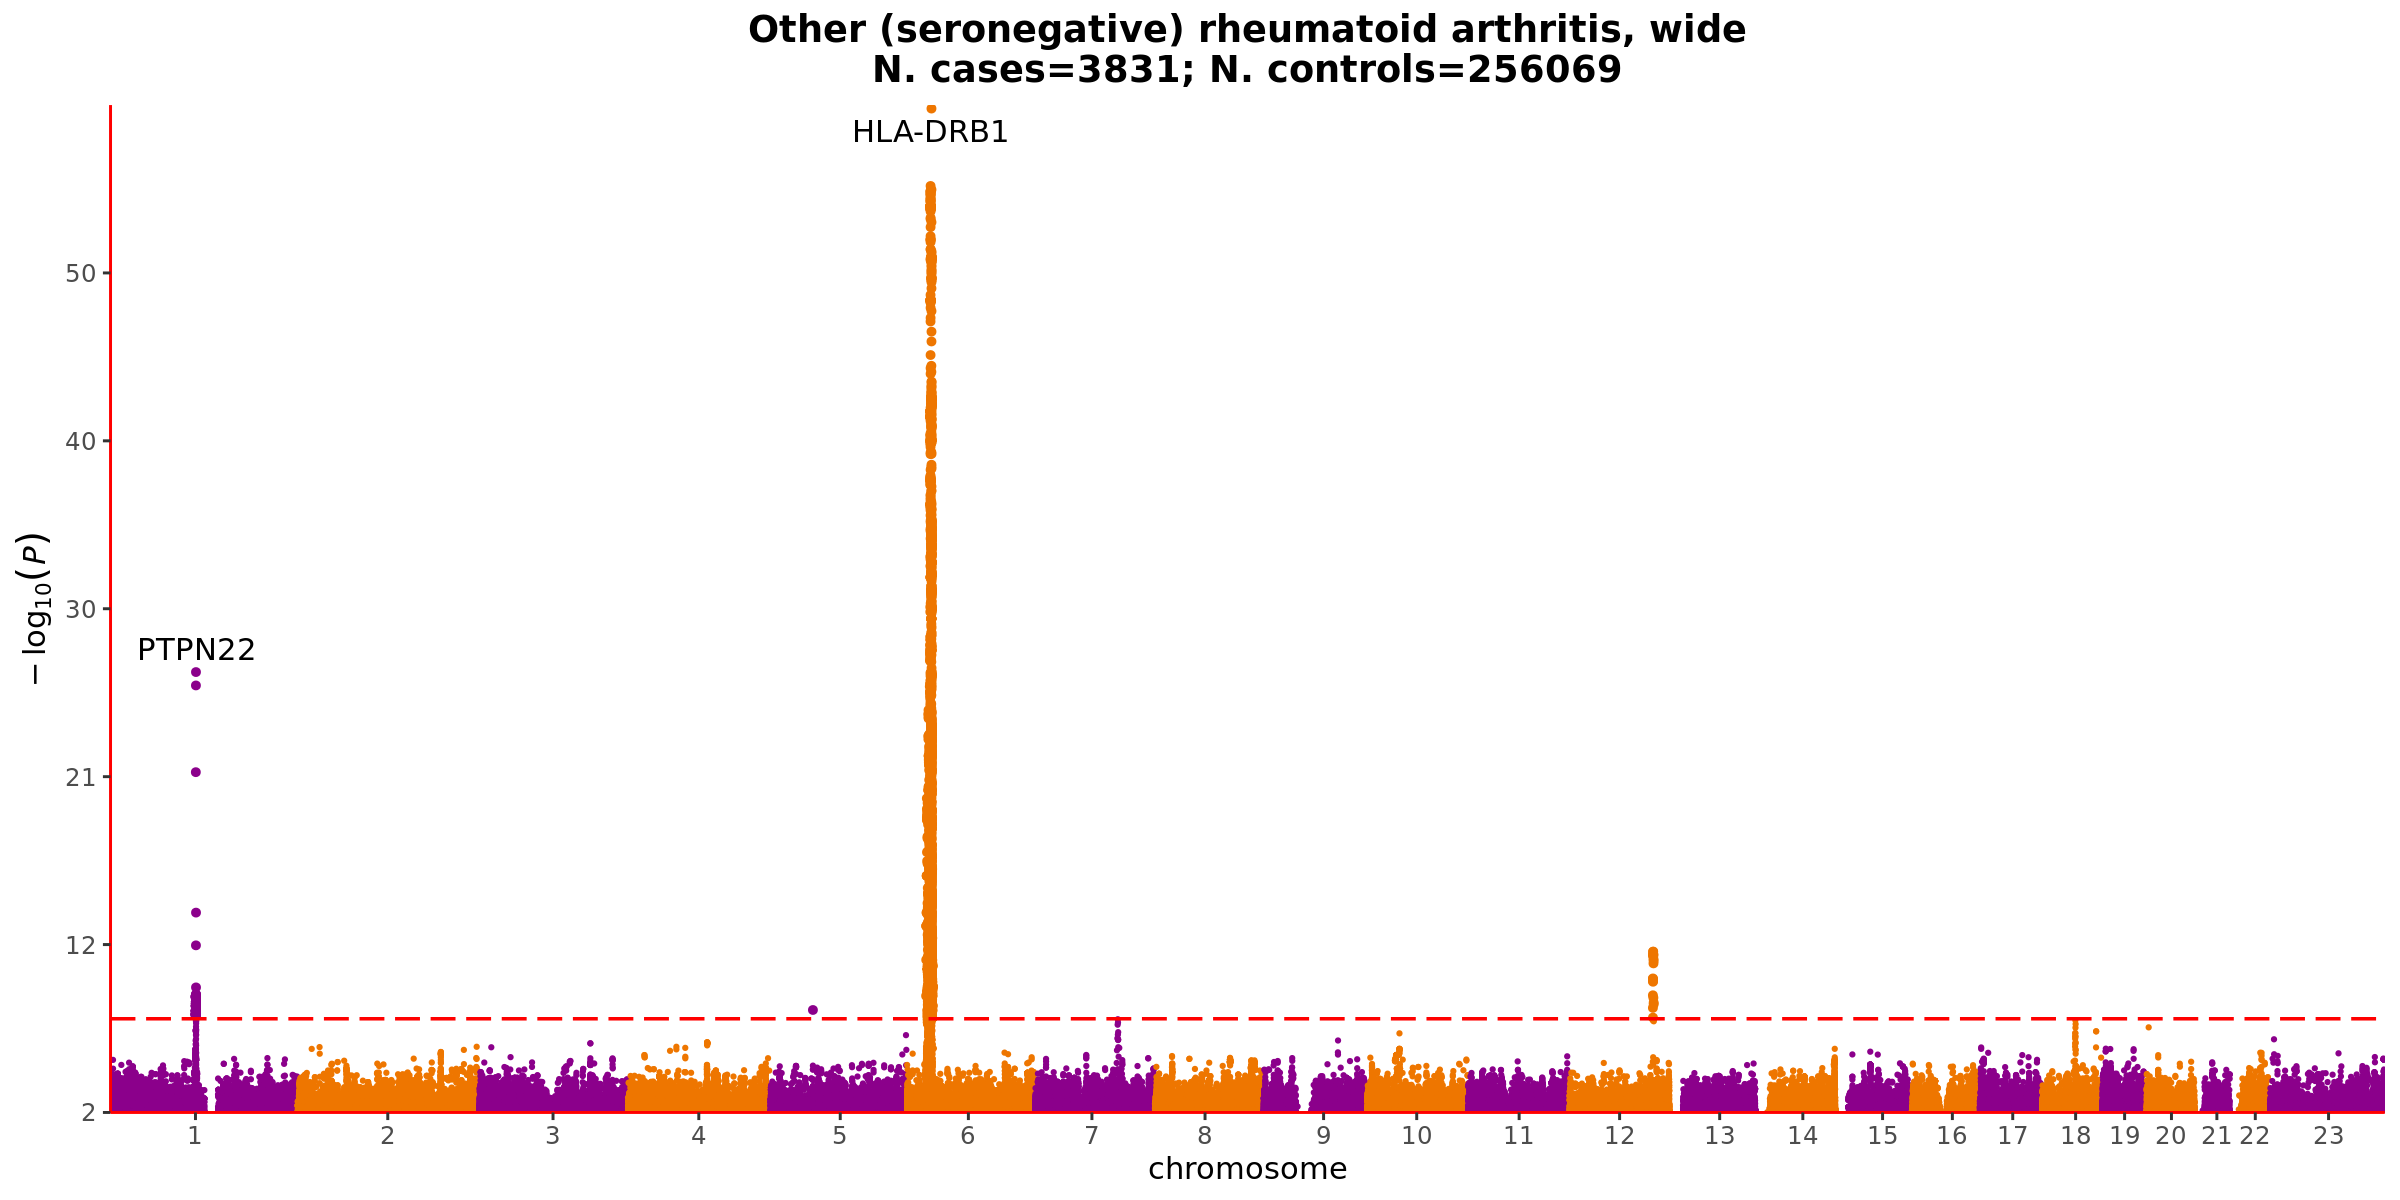 Other (seronegative) rheumatoid arthritis, wide
N. cases=3831; N. controls=256069
HLA-DRB1
PTPN22
− log₁₀(P)
50
40
30
21
12
2
1 2 3 4 5 6 7 8 9 10 11 12 13 14 15 16 17 18 19 20 21 22 23
chromosome